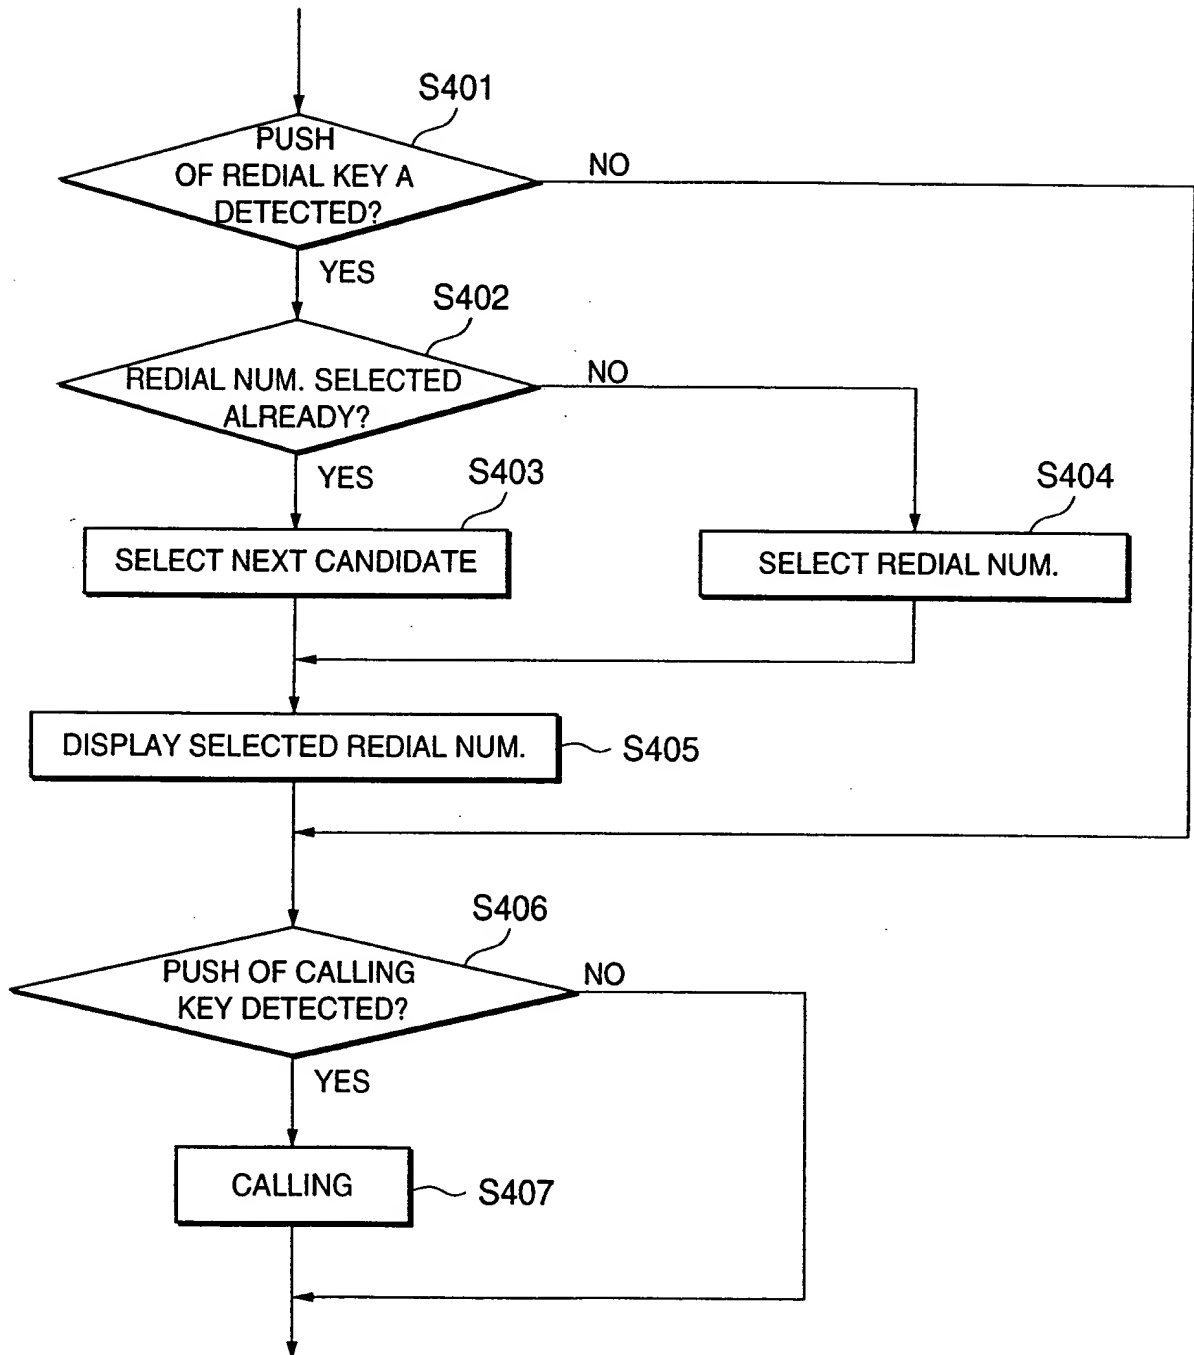 S401
PUSH
OF REDIAL KEY A
DETECTED?
NO
YES
S402
REDIAL NUM. SELECTED
ALREADY?
NO
YES
S403
SELECT NEXT CANDIDATE
S404
SELECT REDIAL NUM.
DISPLAY SELECTED REDIAL NUM.
S405
S406
PUSH OF CALLING
KEY DETECTED?
NO
YES
CALLING
S407